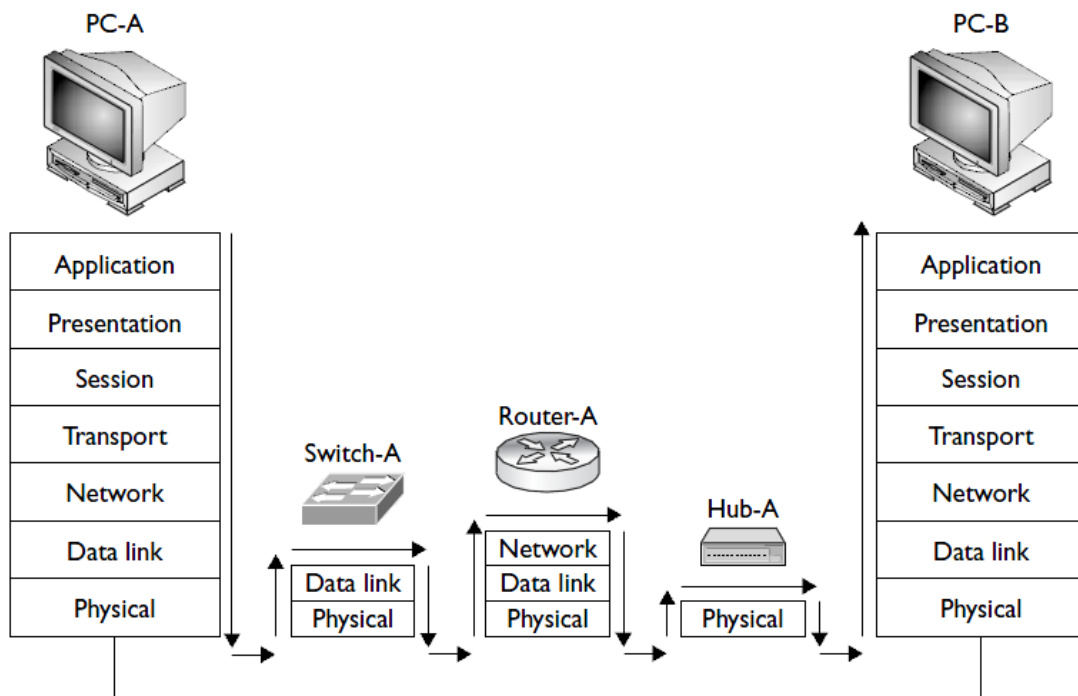 PC-A
PC-B
Application
Presentation
Session
Transport
Network
Data link
Physical
Switch-A
Data link
Physical
Router-A
Network
Data link
Physical
Hub-A
Physical
Application
Presentation
Session
Transport
Network
Data link
Physical